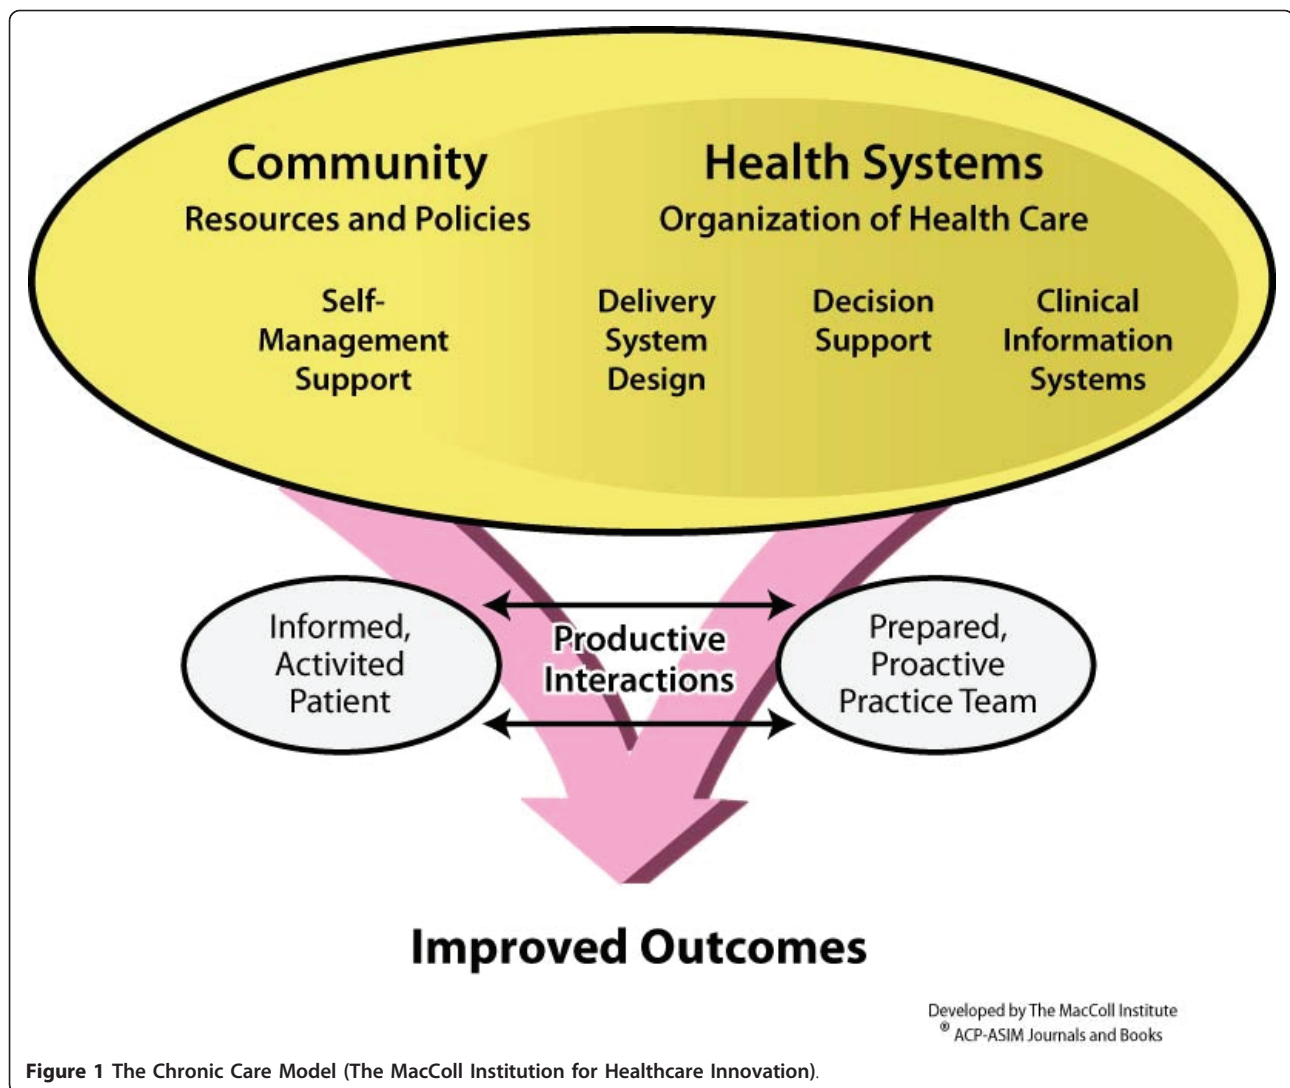 Community
Resources and Policies
Health Systems
Organization of Health Care
Self-
Management
Support
Delivery
System
Design
Decision
Support
Clinical
Information
Systems
Informed,
Activited
Patient
Productive
Interactions
Prepared,
Proactive
Practice Team
Improved Outcomes
Developed by The MacColl Institute
® ACP-ASIM Journals and Books
Figure 1 The Chronic Care Model (The MacColl Institution for Healthcare Innovation).